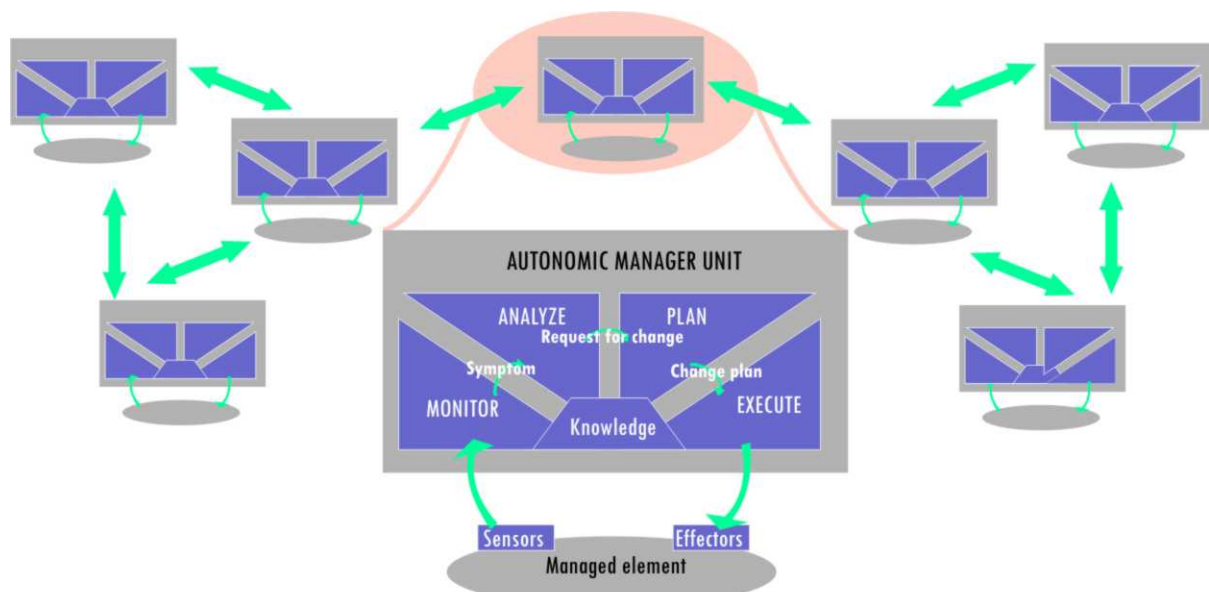 AUTONOMIC MANAGER UNIT
ANALYZE
PLAN
Request for change
Symptom
Change plan
MONITOR
EXECUTE
Knowledge
Sensors
Effectors
Managed element